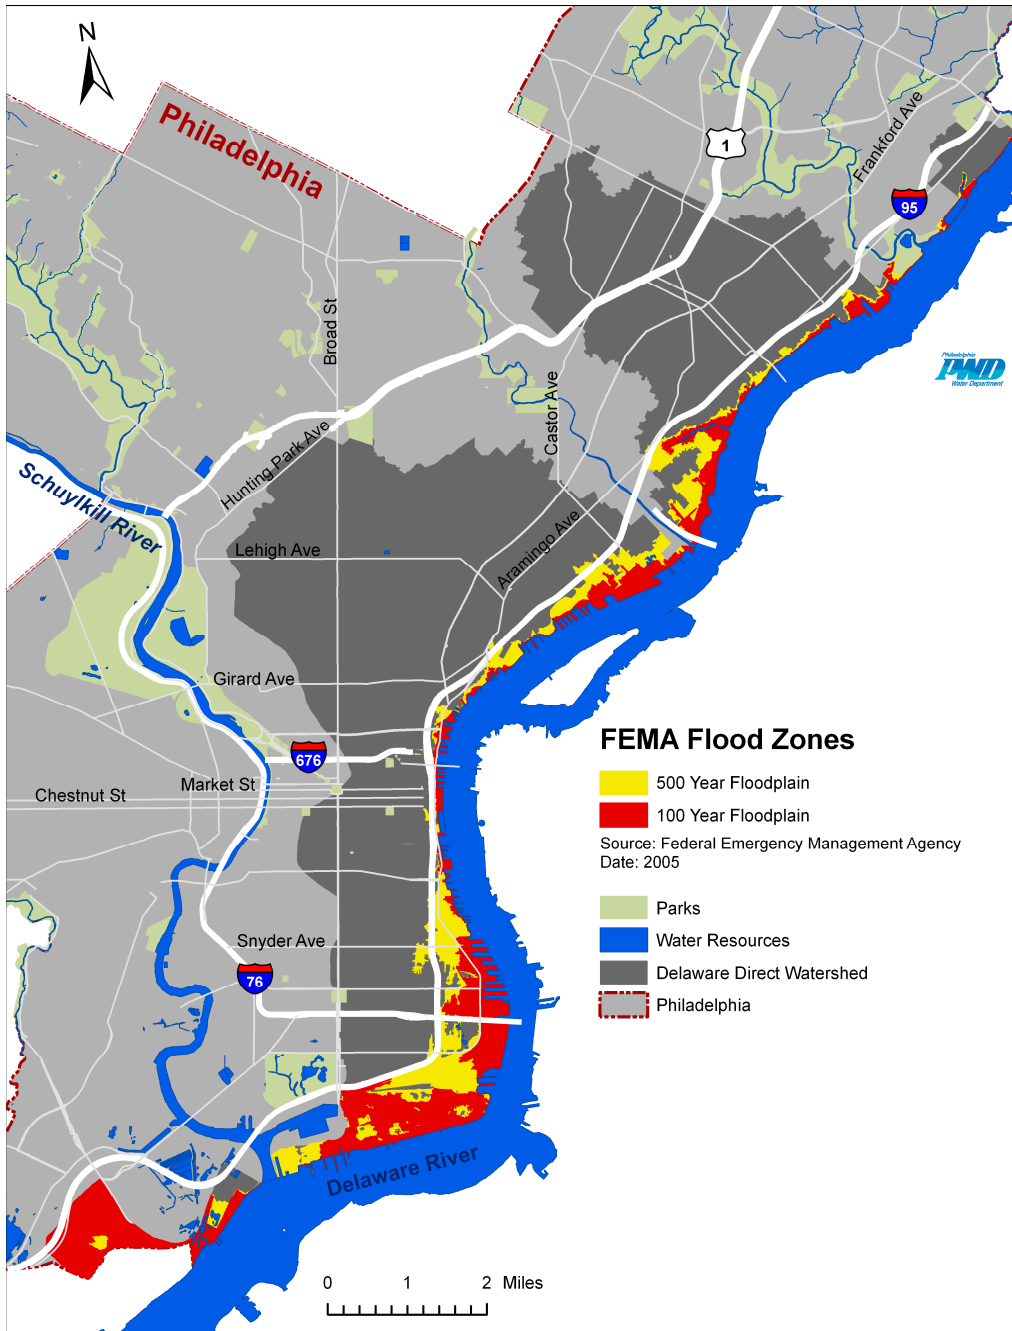 N
Philadelphia
1
Frankford Ave
95
Broad St
Philadelphia
PWD
Water Department
Castor Ave
Hunting Park Ave
Schuylkill River
Lehigh Ave
Aramingo Ave
Girard Ave
676
Market St
Chestnut St
FEMA Flood Zones
500 Year Floodplain
100 Year Floodplain
Source: Federal Emergency Management Agency
Date: 2005
Parks
Water Resources
Delaware Direct Watershed
Philadelphia
Snyder Ave
76
Delaware River
0 1 2 Miles